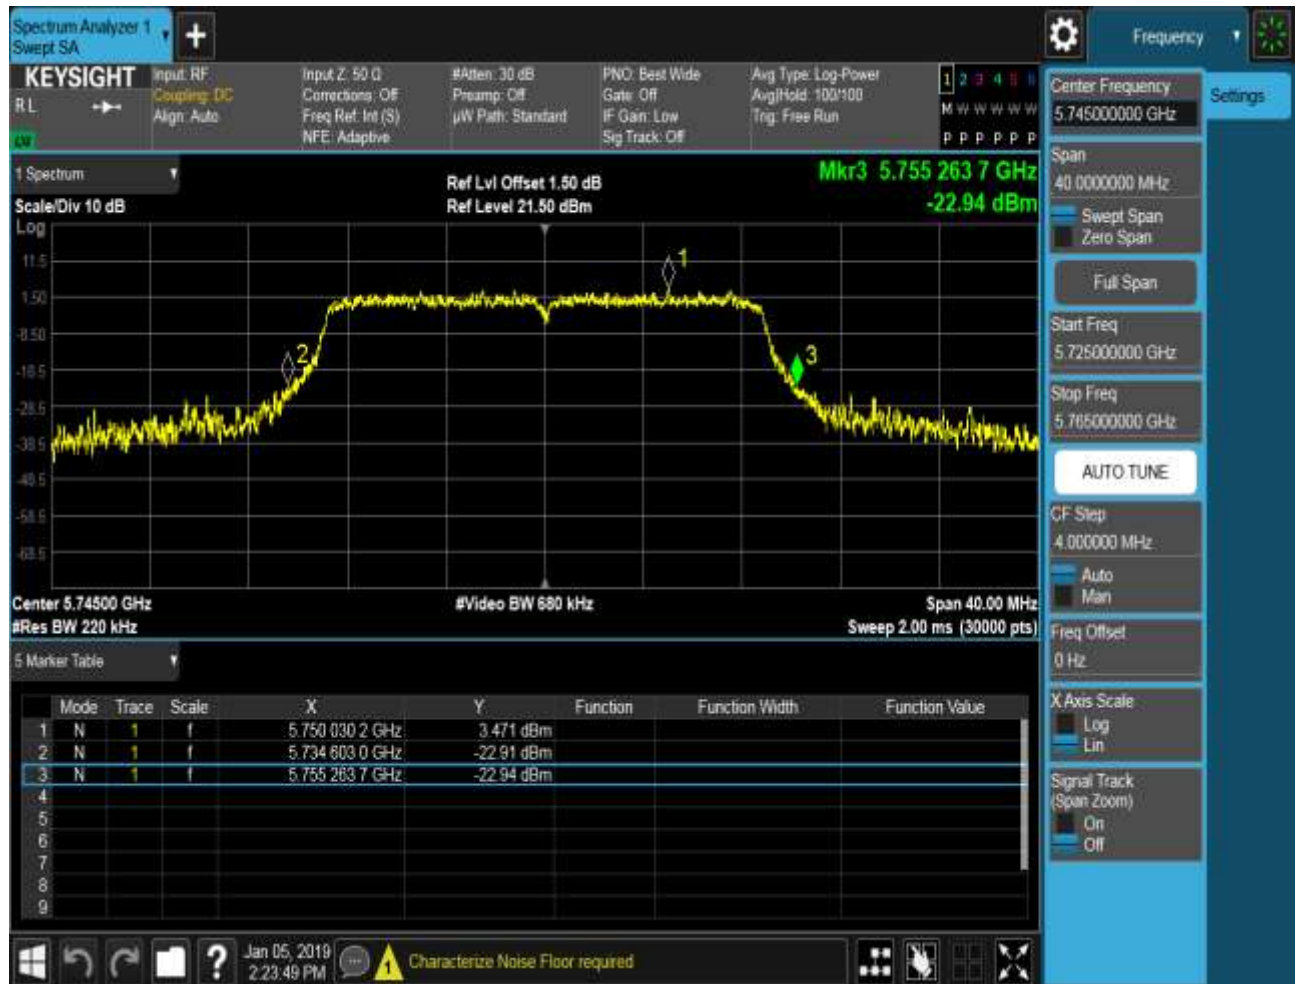 Spectrum Analyzer 1
Swept SA
+
Frequency
KEYSIGHT
RL
Input: RF
Coupling: DC
Align: Auto
Input Z: 50 Ω
Corrections: Off
Freq Ref: Int (S)
NFE: Adaptive
#Atten: 30 dB
Preamp: Off
µW Path: Standard
PNO: Best Wide
Gate: Off
IF Gain: Low
Sig Track: Off
Avg Type: Log-Power
Avg|Hold: 100/100
Trig: Free Run
1 2 3 4 5 6
M W W W W W
P P P P P P
Center Frequency
5.745000000 GHz
Settings
Span
40.0000000 MHz
Swept Span
Zero Span
Full Span
Start Freq
5.725000000 GHz
Stop Freq
5.765000000 GHz
AUTO TUNE
CF Step
4.000000 MHz
Auto
Man
Freq Offset
0 Hz
X Axis Scale
Log
Lin
Signal Track
(Span Zoom)
On
Off
1 Spectrum
Scale/Div 10 dB
Log
Ref Lvl Offset 1.50 dB
Ref Level 21.50 dBm
Mkr3 5.755 263 7 GHz
-22.94 dBm
11.5
1.50
-8.50
-18.5
-28.5
-38.5
-48.5
-58.5
-68.5
1
2
3
Center 5.74500 GHz
#Video BW 680 kHz
Span 40.00 MHz
#Res BW 220 kHz
Sweep 2.00 ms (30000 pts)
5 Marker Table
Mode Trace Scale X Y Function Function Width Function Value
1 N 1 f 5.750 030 2 GHz 3.471 dBm
2 N 1 f 5.734 603 0 GHz -22.91 dBm
3 N 1 f 5.755 263 7 GHz -22.94 dBm
4
5
6
7
8
9
?
Jan 05, 2019
2:23:49 PM
1
Characterize Noise Floor required